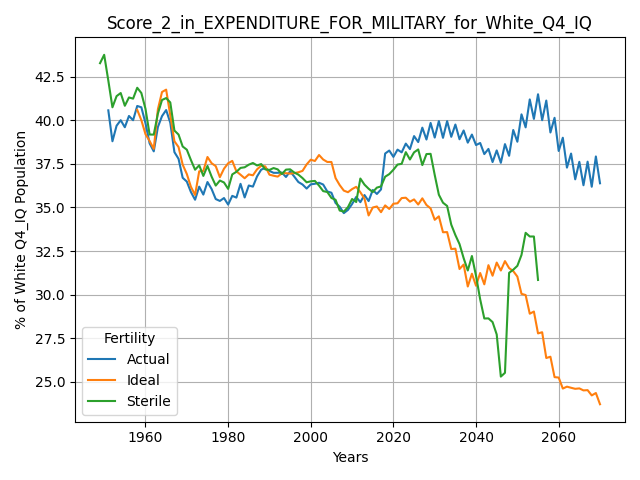 Score_2_in_EXPENDITURE_FOR_MILITARY_for_White_Q4_IQ
% of White Q4_IQ Population
42.5
40.0
37.5
35.0
32.5
30.0
27.5
25.0
Fertility
Actual
Ideal
Sterile
1960
1980
2000
2020
2040
2060
Years